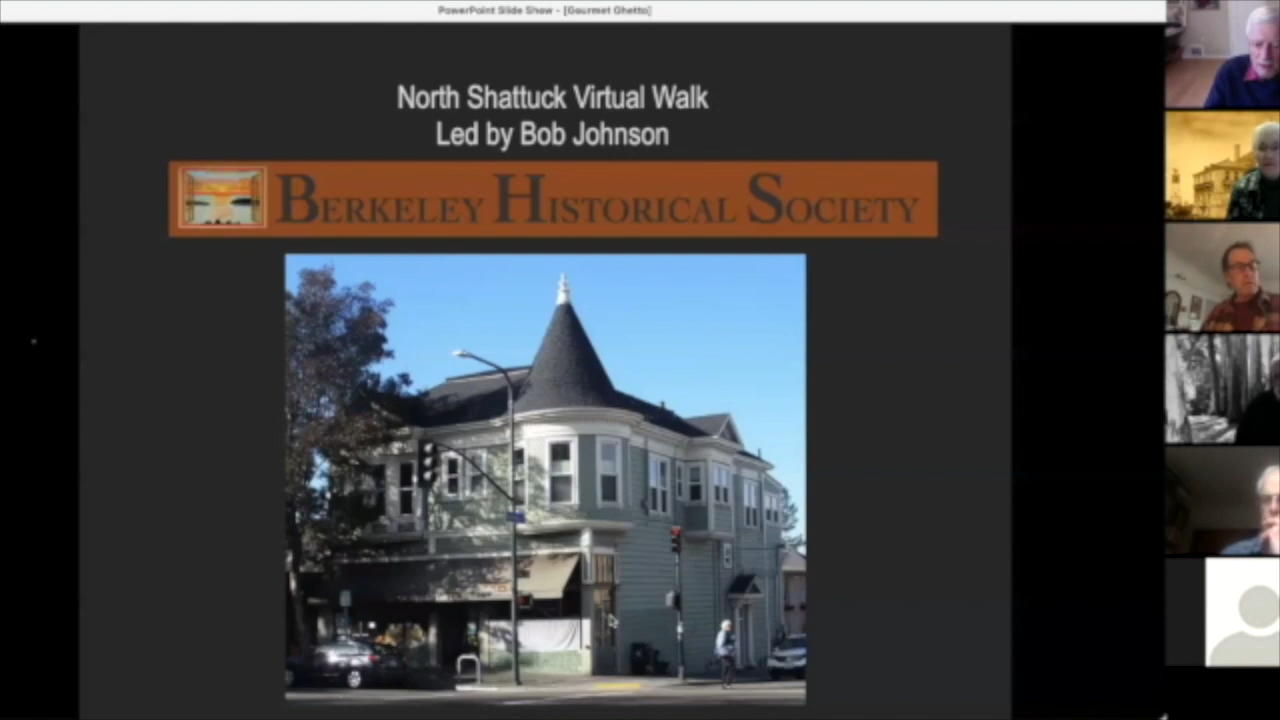 PowerPoint Slide Show - [Gourmet Ghetto]
North Shattuck Virtual Walk
Led by Bob Johnson
BERKELEY HISTORICAL SOCIETY